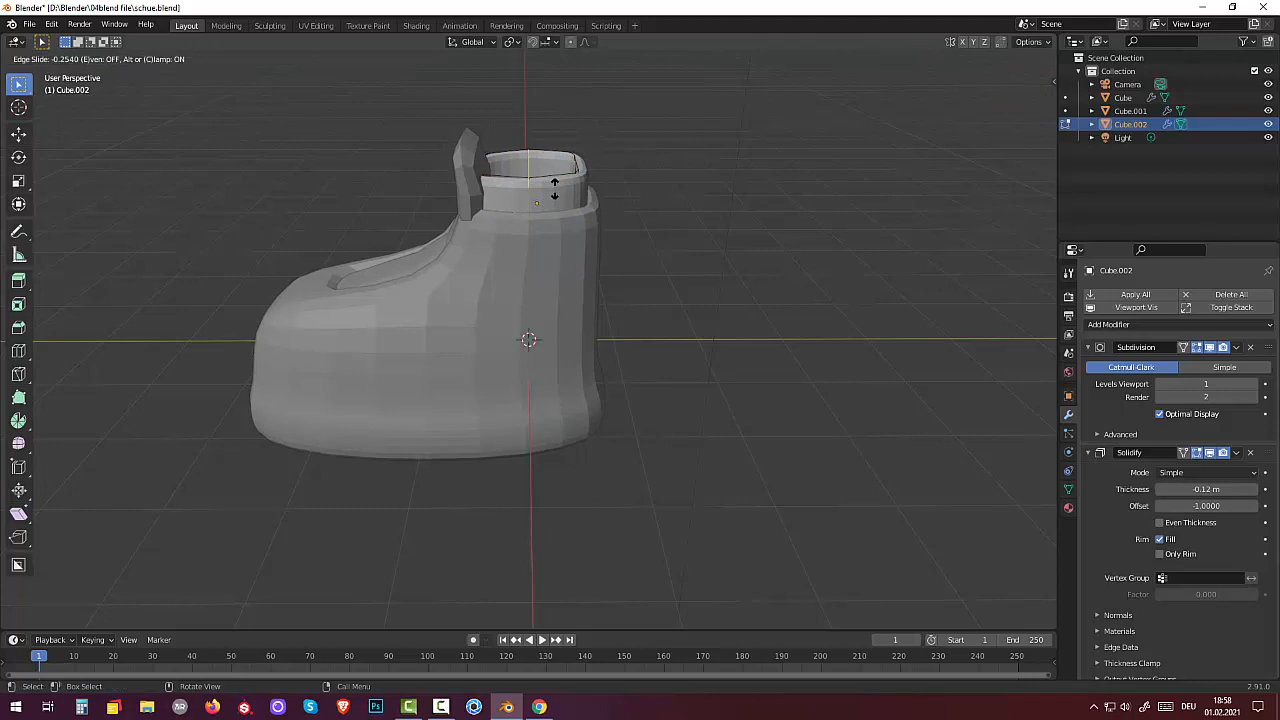 Blender* [D:\Blender\04blend file\schue.blend]
File Edit Render Window Help Layout Modeling Sculpting UV Editing Texture Paint Shading Animation Rendering Compositing Scripting + Scene View Layer
Global X Y Z Options
Edge Slide: -0.2540 (E)ven: OFF, Alt or (C)lamp: ON
User Perspective
(1) Cube.002
Scene Collection
Collection
Camera
Cube
Cube.001
Cube.002
Light
Cube.002
Apply All Delete All
Viewport Vis Toggle Stack
Add Modifier
Subdivision
Catmull-Clark Simple
Levels Viewport 1
Render 2
Optimal Display
Advanced
Solidify
Mode Simple
Thickness -0.12 m
Offset -1.0000
Even Thickness
Rim Fill
Only Rim
Vertex Group
Factor 0.000
Normals
Materials
Edge Data
Thickness Clamp
Output Vertex Groups
Playback Keying View Marker 1 Start 1 End 250
1 10 20 30 40 50 60 70 80 90 100 110 120 130 140 150 160 170 180 190 200 210 220 230 240 250
Select Box Select Rotate View Call Menu 2.91.0
18:58
01.02.2021